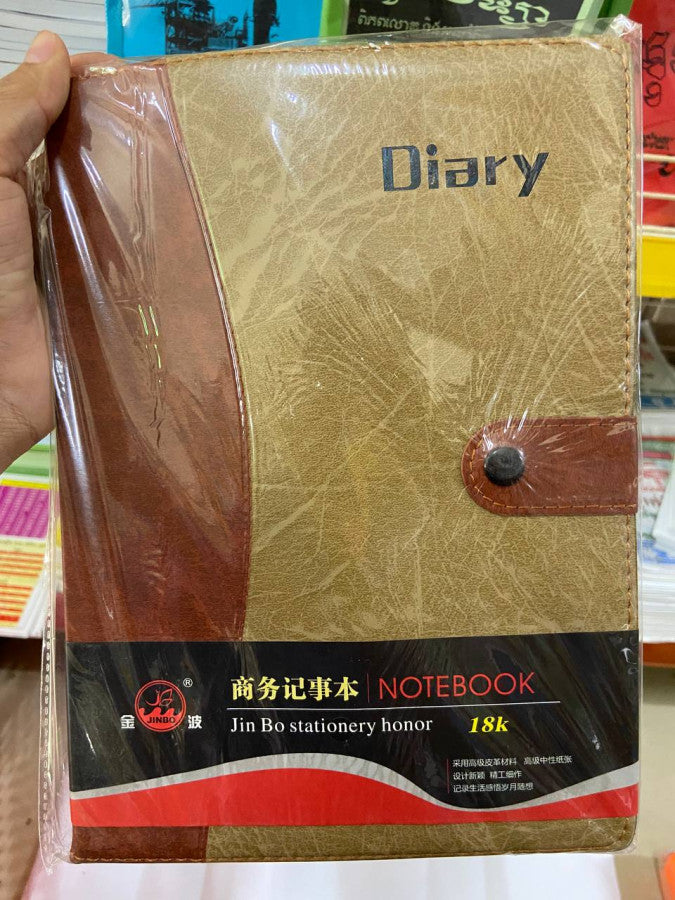 Diary
金 JINBO ® 波
商务记事本 NOTEBOOK
Jin Bo stationery honor 18k
采用高级皮革材料 高级中性纸张
设计新颖 精工细作
记录生活感悟岁月随想